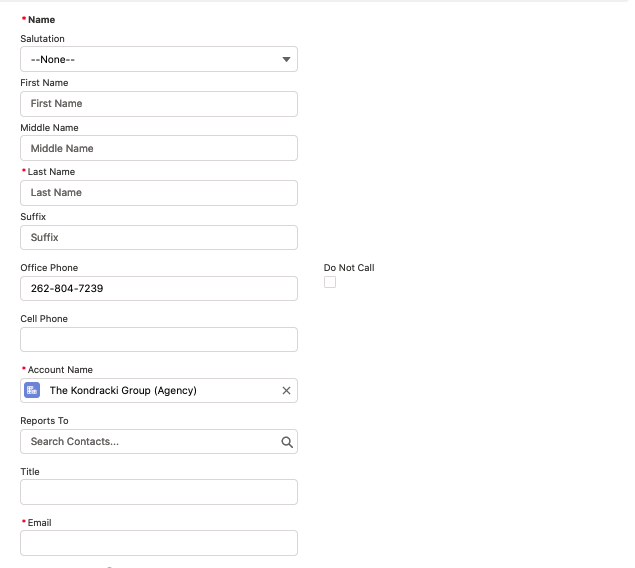 * Name
Salutation
--None--
First Name
First Name
Middle Name
Middle Name
* Last Name
Last Name
Suffix
Suffix
Office Phone
Do Not Call
262-804-7239
Cell Phone
* Account Name
The Kondracki Group (Agency)
Reports To
Search Contacts...
Title
* Email